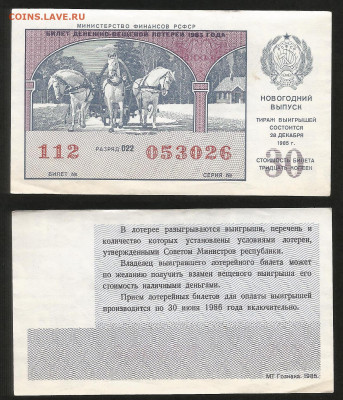 COINS.SU.RU
МИНИСТЕРСТВО ФИНАНСОВ РСФСР
БИЛЕТ ДЕНЕЖНО-ВЕЩЕВОЙ ЛОТЕРЕИ 1985 ГОДА
НОВОГОДНИЙ
ВЫПУСК
ТИРАЖ ВЫИГРЫШЕЙ
СОСТОИТСЯ
28 ДЕКАБРЯ
1985 г.
СТОИМОСТЬ БИЛЕТА
ТРИДЦАТЬ КОПЕЕК
30
112 РАЗРЯД 022 053026
БИЛЕТ № СЕРИЯ №
В лотерее разыгрываются выигрыши, перечень и
количество которых установлены условиями лотереи,
утвержденными Советом Министров республики.
Владелец выигравшего лотерейного билета может
по желанию получить взамен вещевого выигрыша его
стоимость наличными деньгами.
Прием лотерейных билетов для оплаты выигрышей
производится по 30 июня 1986 года включительно.
МТ Гознака. 1985.